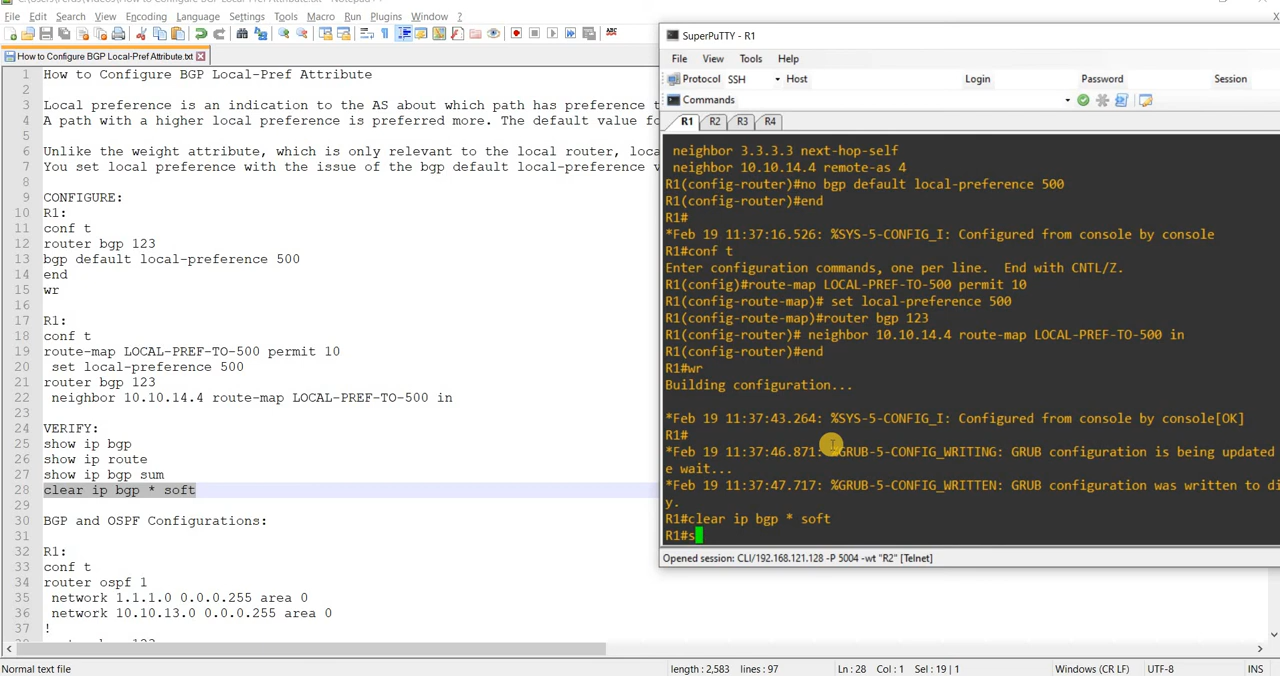 C:\Users\Ferds\Videos\How to Configure BGP Local-Pref Attribute - Notepad++
File Edit Search View Encoding Language Settings Tools Macro Run Plugins Window ?
X
How to Configure BGP Local-Pref Attribute.txt
1 How to Configure BGP Local-Pref Attribute
2
3 Local preference is an indication to the AS about which path has preference t
4 A path with a higher local preference is preferred more. The default value fo
5
6 Unlike the weight attribute, which is only relevant to the local router, loca
7 You set local preference with the issue of the bgp default local-preference v
8
9 CONFIGURE:
10 R1:
11 conf t
12 router bgp 123
13 bgp default local-preference 500
14 end
15 wr
16
17 R1:
18 conf t
19 route-map LOCAL-PREF-TO-500 permit 10
20 set local-preference 500
21 router bgp 123
22 neighbor 10.10.14.4 route-map LOCAL-PREF-TO-500 in
23
24 VERIFY:
25 show ip bgp
26 show ip route
27 show ip bgp sum
28 clear ip bgp * soft
29
30 BGP and OSPF Configurations:
31
32 R1:
33 conf t
34 router ospf 1
35 network 1.1.1.0 0.0.0.255 area 0
36 network 10.10.13.0 0.0.0.255 area 0
37 !
SuperPuTTY - R1
File View Tools Help
Protocol SSH Host Login Password Session
Commands
R1 R2 R3 R4
neighbor 3.3.3.3 next-hop-self
neighbor 10.10.14.4 remote-as 4
R1(config-router)#no bgp default local-preference 500
R1(config-router)#end
R1#
*Feb 19 11:37:16.526: %SYS-5-CONFIG_I: Configured from console by console
R1#conf t
Enter configuration commands, one per line. End with CNTL/Z.
R1(config)#route-map LOCAL-PREF-TO-500 permit 10
R1(config-route-map)# set local-preference 500
R1(config-route-map)#router bgp 123
R1(config-router)# neighbor 10.10.14.4 route-map LOCAL-PREF-TO-500 in
R1(config-router)#end
R1#wr
Building configuration...
*Feb 19 11:37:43.264: %SYS-5-CONFIG_I: Configured from console by console[OK]
R1#
*Feb 19 11:37:46.871: %GRUB-5-CONFIG_WRITING: GRUB configuration is being updated
e wait...
*Feb 19 11:37:47.717: %GRUB-5-CONFIG_WRITTEN: GRUB configuration was written to di
y.
R1#clear ip bgp * soft
R1#s
Opened session: CLI/192.168.121.128 -P 5004 -wt "R2" [Telnet]
Normal text file length : 2,583 lines : 97 Ln : 28 Col : 1 Sel : 19 | 1 Windows (CR LF) UTF-8 INS